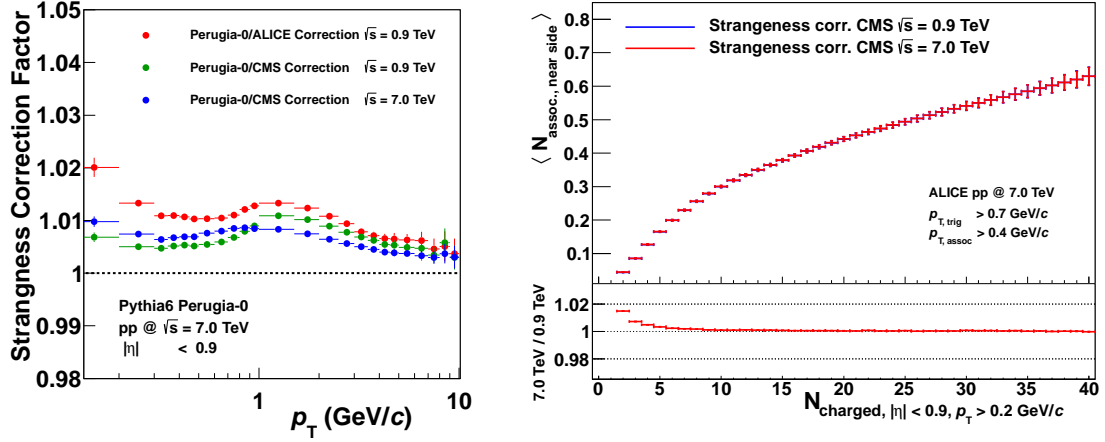 Strangness Correction Factor
1.05
1.04
1.03
1.02
1.01
1
0.99
0.98
Perugia-0/ALICE Correction √s = 0.9 TeV
Perugia-0/CMS Correction √s = 0.9 TeV
Perugia-0/CMS Correction √s = 7.0 TeV
Pythia6 Perugia-0
pp @ √s = 7.0 TeV
|η| < 0.9
1
10
p_T (GeV/c)
⟨ N_assoc., near side ⟩
0.8
0.7
0.6
0.5
0.4
0.3
0.2
0.1
Strangeness corr. CMS √s = 0.9 TeV
Strangeness corr. CMS √s = 7.0 TeV
ALICE pp @ 7.0 TeV
p_T, trig > 0.7 GeV/c
p_T, assoc > 0.4 GeV/c
7.0 TeV / 0.9 TeV
1.02
1
0.98
0 5 10 15 20 25 30 35 40
N_charged, |η| < 0.9, p_T > 0.2 GeV/c